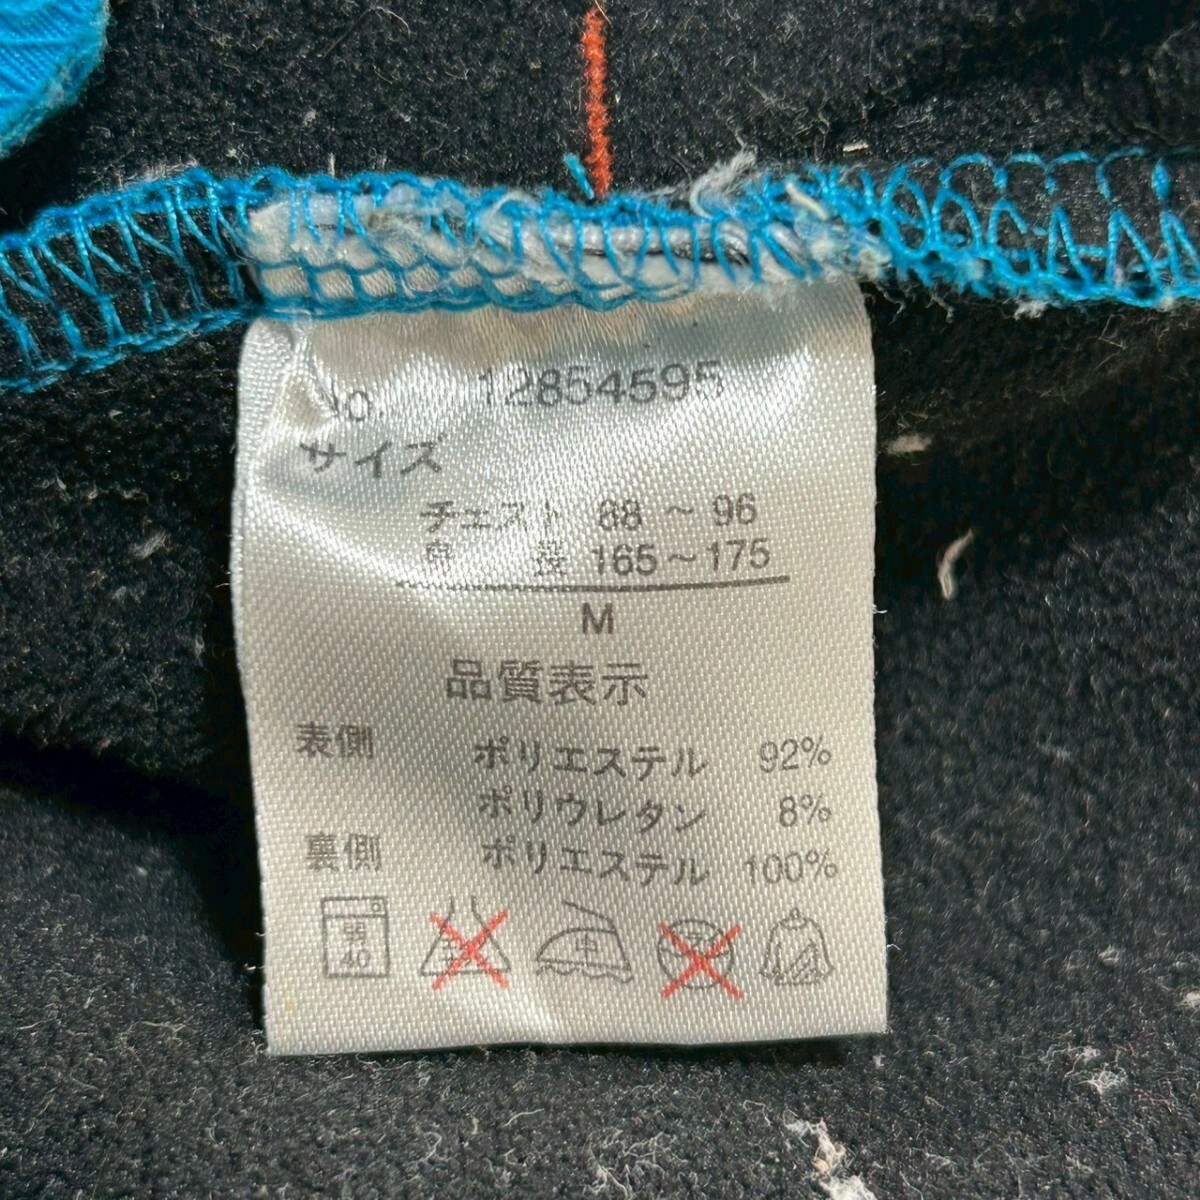 No. 12854595
サイズ
チェスト 88 ~ 96
身 長 165~175
M
品質表示
表側 ポリエステル 92%
ポリウレタン 8%
裏側 ポリエステル 100%
弱 40 中